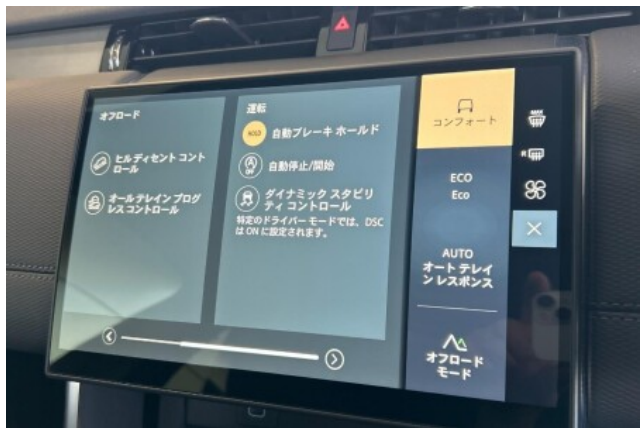 オフロード
ヒルディセントコント
ロール
オールテレイン プログ
レスコントロール
運転
HOLD
自動ブレーキ ホールド
自動停止/開始
ダイナミック スタビリ
ティ コントロール
特定のドライバー モードでは、DSC
は ON に設定されます。
コンフォート
ECO
Eco
AUTO
オート テレイ
ン レスポンス
オフロード
モード
R